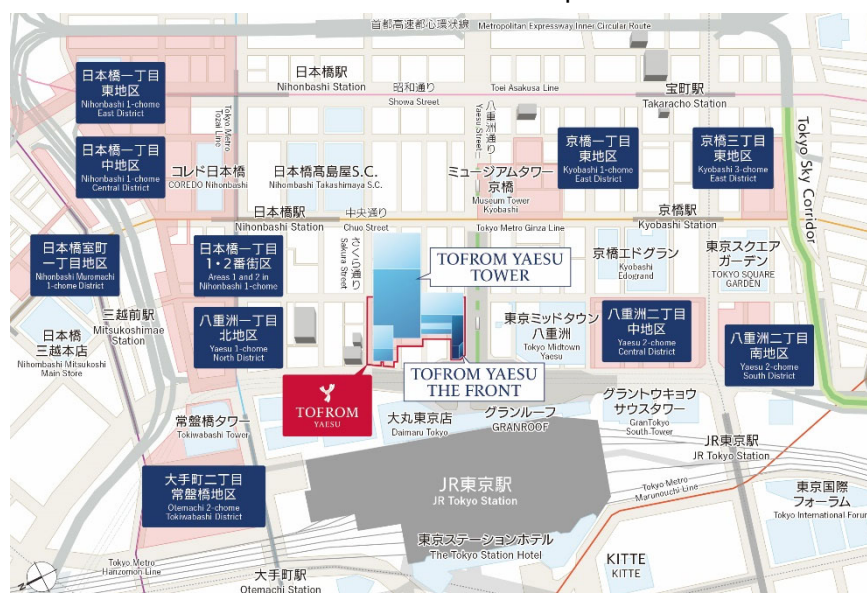 首都高速都心環状線 Metropolitan Expressway Inner Circular Route
日本橋一丁目
東地区
Nihonbashi 1-chome
East District
日本橋駅
Nihonbashi Station
昭和通り
Showa Street
Toei Asakusa Line
宝町駅
Takaracho Station
Tokyo Metro
Tozai Line
八重洲通り
Yaesu Street
日本橋一丁目
中地区
Nihonbashi 1-chome
Central District
コレド日本橋
COREDO Nihonbashi
日本橋髙島屋S.C.
Nihombashi Takashimaya S.C.
ミュージアムタワー
京橋
Museum Tower
Kyobashi
京橋一丁目
東地区
Kyobashi 1-chome
East District
京橋三丁目
東地区
Kyobashi 3-chome
East District
Tokyo Sky Corridor
日本橋駅
Nihonbashi Station
中央通り
Chuo Street
Tokyo Metro Ginza Line
京橋駅
Kyobashi Station
日本橋室町
一丁目地区
Nihonbashi Muromachi
1-chome District
日本橋一丁目
1・2番街区
Areas 1 and 2 in
Nihonbashi 1-chome
さくら通り
Sakura Street
TOFROM YAESU
TOWER
京橋エドグラン
Kyobashi
Edogrand
東京スクエア
ガーデン
TOKYO SQUARE
GARDEN
三越前駅
Mitsukoshimae
Station
日本橋
三越本店
Nihombashi Mitsukoshi
Main Store
八重洲一丁目
北地区
Yaesu 1-chome
North District
東京ミッドタウン
八重洲
Tokyo Midtown
Yaesu
八重洲二丁目
中地区
Yaesu 2-chome
Central District
八重洲二丁目
南地区
Yaesu 2-chome
South District
TOFROM
YAESU
TOFROM YAESU
THE FRONT
常盤橋タワー
Tokiwabashi Tower
大丸東京店
Daimaru Tokyo
グランルーフ
GRANROOF
グラントウキョウ
サウスタワー
GranTokyo
South Tower
JR東京駅
JR Tokyo Station
大手町二丁目
常盤橋地区
Otemachi 2-chome
Tokiwabashi District
JR東京駅
JR Tokyo Station
Tokyo Metro
Marunouchi Line
東京国際
フォーラム
Tokyo International Forum
東京ステーションホテル
The Tokyo Station Hotel
KITTE
KITTE
Tokyo Metro
Hanzomon Line
大手町駅
Otemachi Station
N